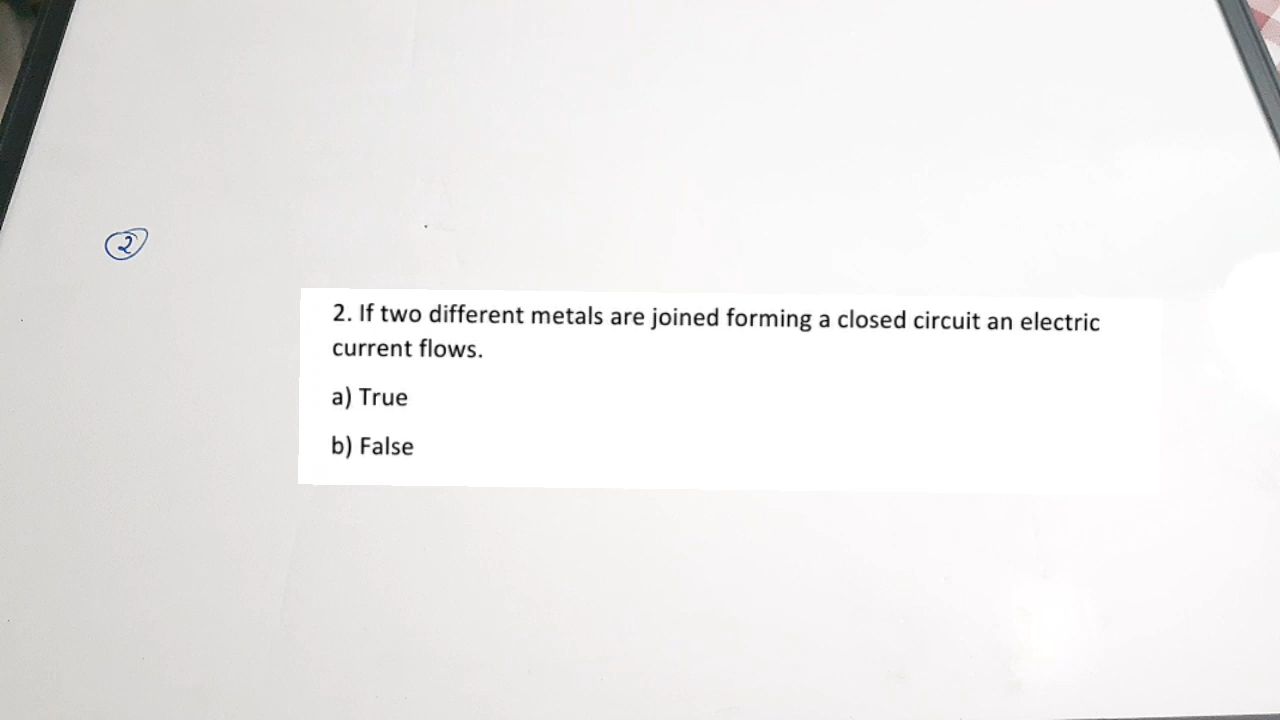 ②
2. If two different metals are joined forming a closed circuit an electric
current flows.
a) True
b) False